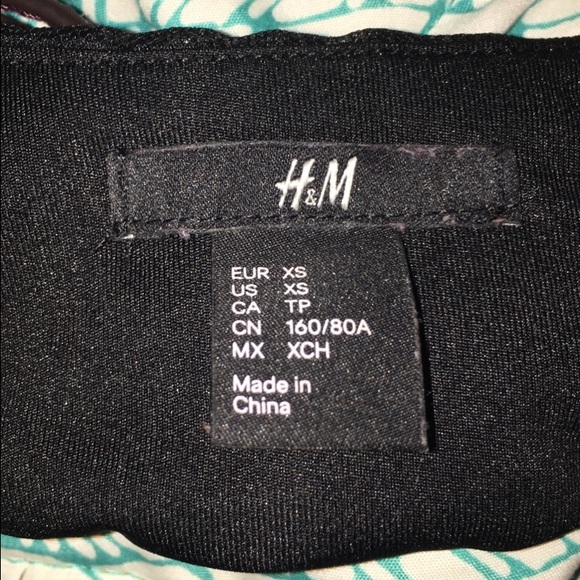 H&M
EUR XS
US XS
CA TP
CN 160/80A
MX XCH
Made in
China